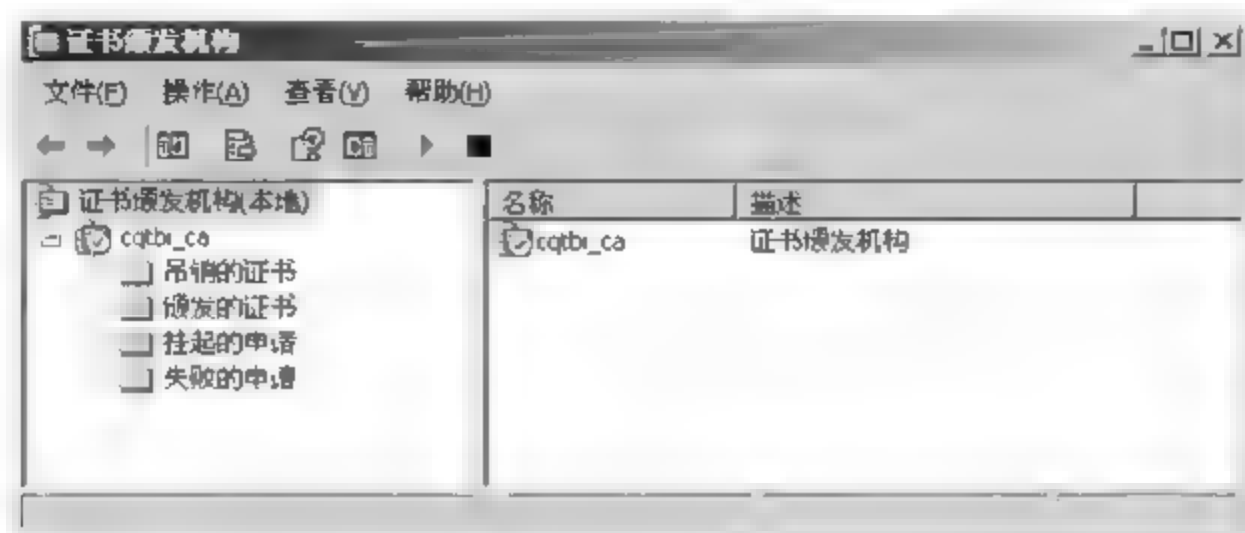 证书颁发机构
文件(F) 操作(A) 查看(V) 帮助(H)
证书颁发机构(本地)
cqtbi_ca
吊销的证书
颁发的证书
挂起的申请
失败的申请
名称 描述
cqtbi_ca 证书颁发机构